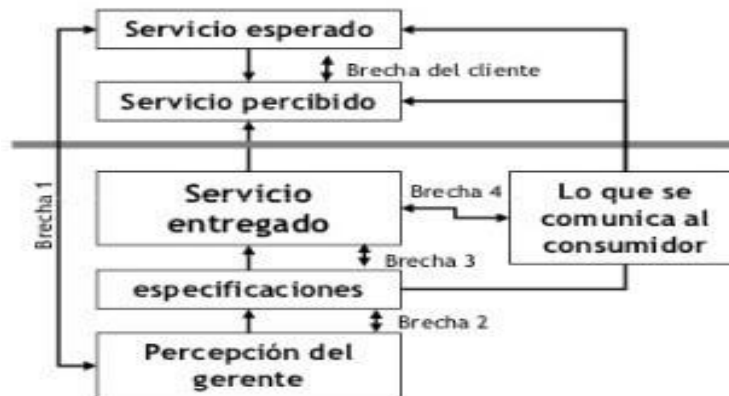 Servicio esperado
Brecha del cliente
Servicio percibido
Brecha 1
Servicio
entregado
Brecha 4
Lo que se
comunica al
consumidor
Brecha 3
especificaciones
Brecha 2
Percepción del
gerente